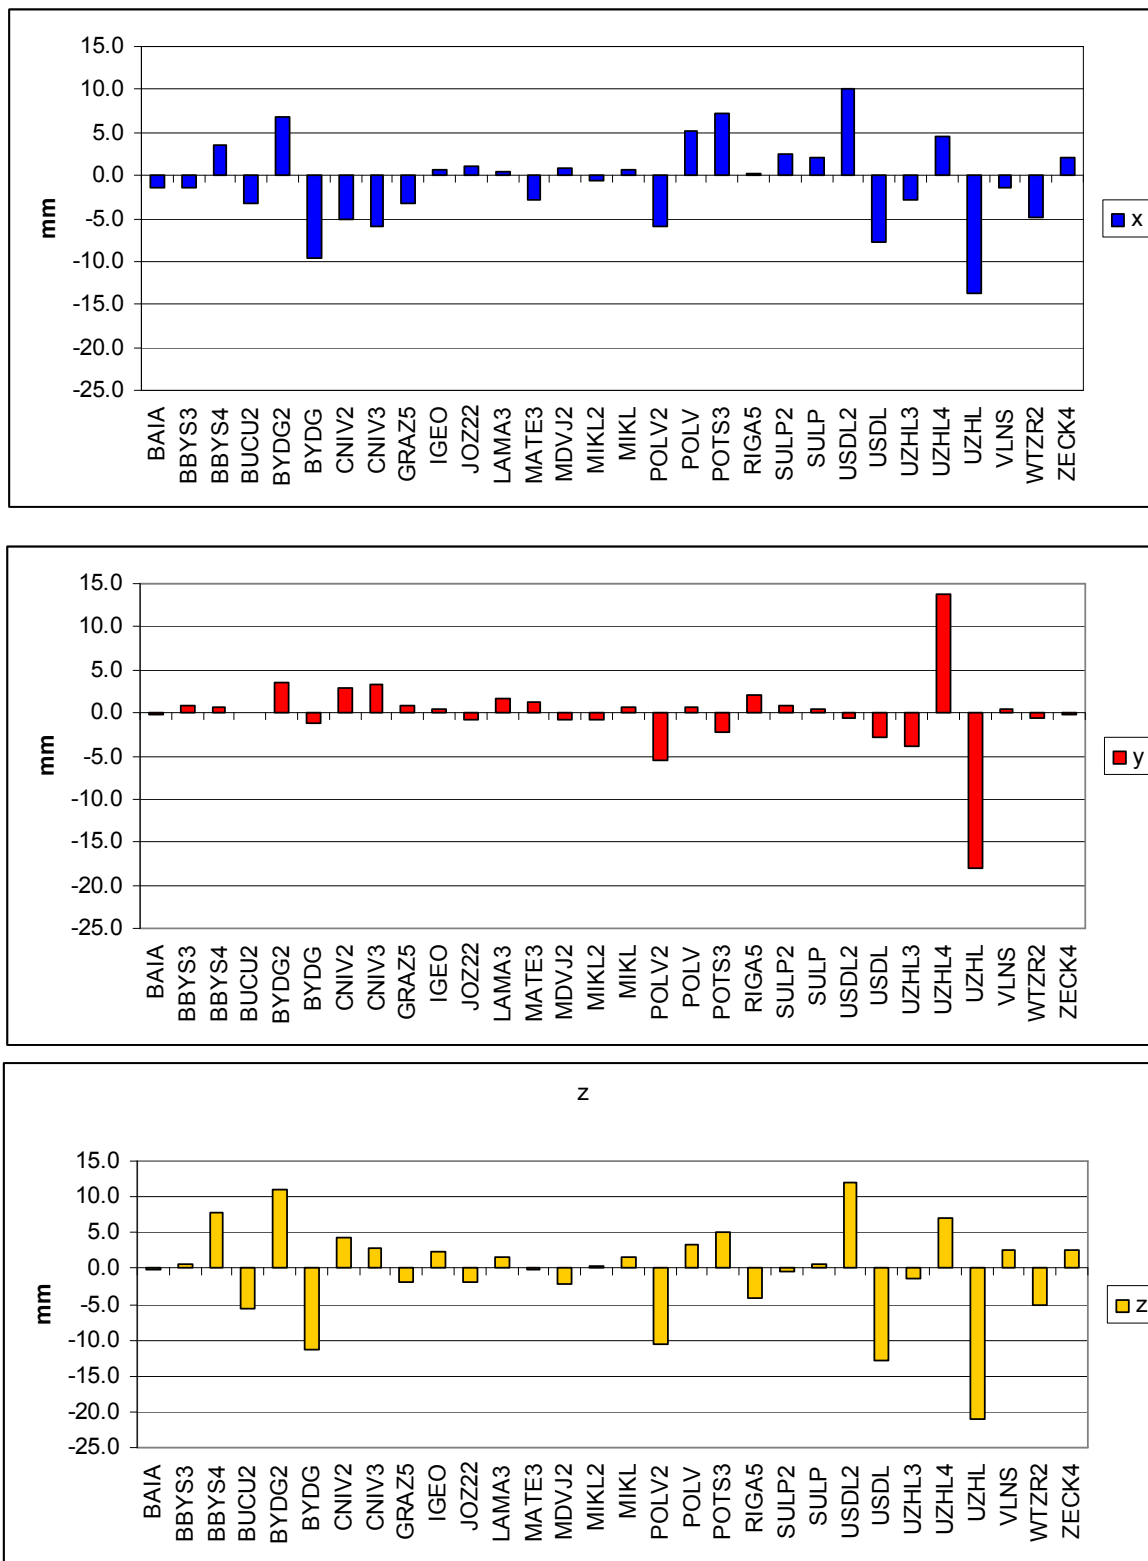 15.0
10.0
5.0
0.0
-5.0
-10.0
-15.0
-20.0
-25.0
mm
BAIA
BBYS3
BBYS4
BUCU2
BYDG2
BYDG
CNIV2
CNIV3
GRAZ5
IGEO
JOZ22
LAMA3
MATE3
MDVJ2
MIKL2
MIKL
POLV2
POLV
POTS3
RIGA5
SULP2
SULP
USDL2
USDL
UZHL3
UZHL4
UZHL
VLNS
WTZR2
ZECK4
x
15.0
10.0
5.0
0.0
-5.0
-10.0
-15.0
-20.0
-25.0
mm
BAIA
BBYS3
BBYS4
BUCU2
BYDG2
BYDG
CNIV2
CNIV3
GRAZ5
IGEO
JOZ22
LAMA3
MATE3
MDVJ2
MIKL2
MIKL
POLV2
POLV
POTS3
RIGA5
SULP2
SULP
USDL2
USDL
UZHL3
UZHL4
UZHL
VLNS
WTZR2
ZECK4
y
z
15.0
10.0
5.0
0.0
-5.0
-10.0
-15.0
-20.0
-25.0
mm
BAIA
BBYS3
BBYS4
BUCU2
BYDG2
BYDG
CNIV2
CNIV3
GRAZ5
IGEO
JOZ22
LAMA3
MATE3
MDVJ2
MIKL2
MIKL
POLV2
POLV
POTS3
RIGA5
SULP2
SULP
USDL2
USDL
UZHL3
UZHL4
UZHL
VLNS
WTZR2
ZECK4
z